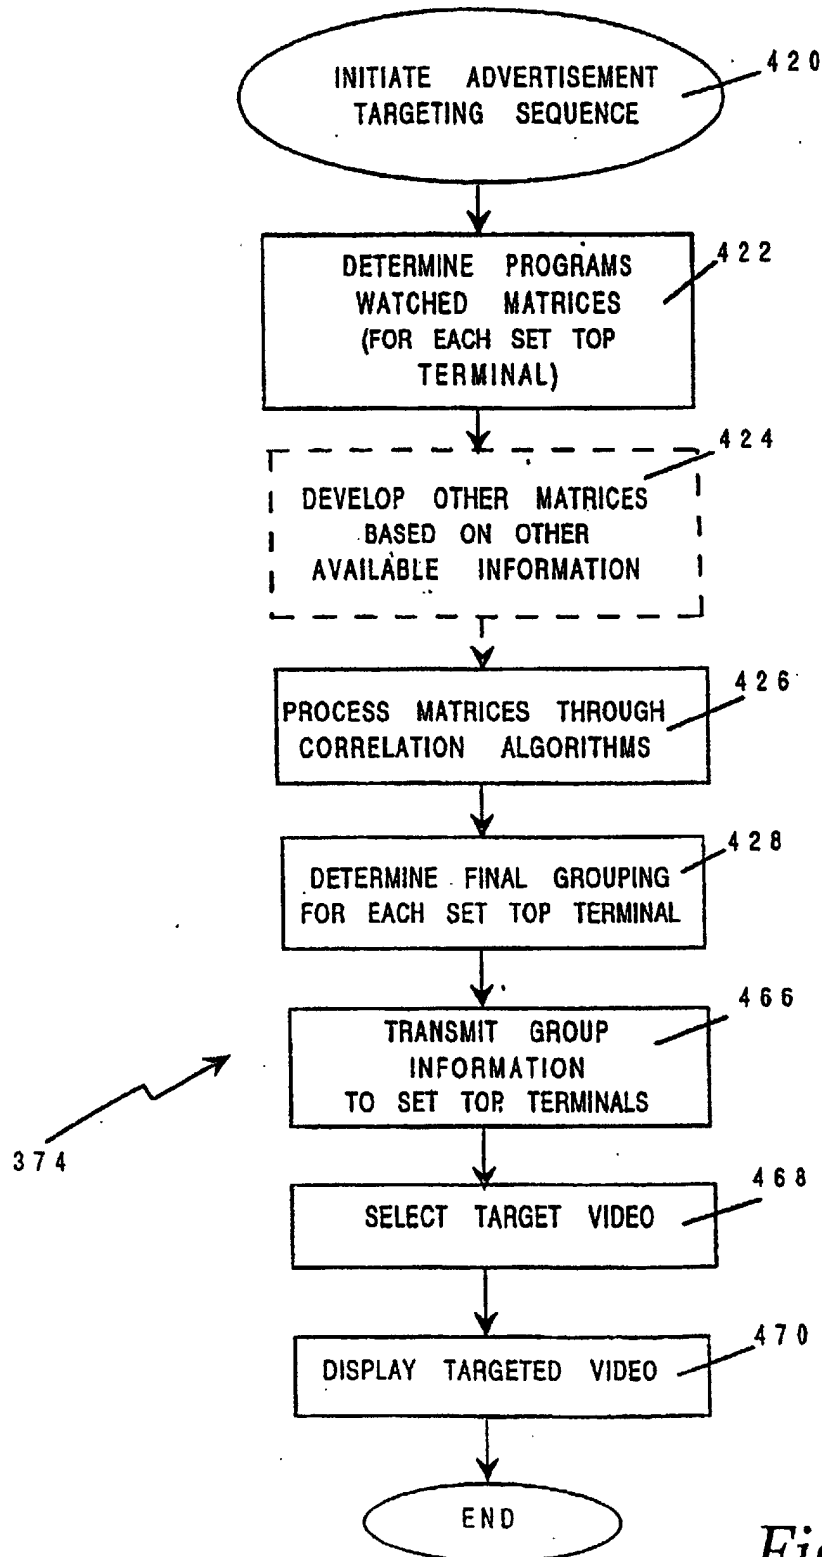 INITIATE ADVERTISEMENT
TARGETING SEQUENCE
420
DETERMINE PROGRAMS
WATCHED MATRICES
(FOR EACH SET TOP
TERMINAL)
422
424
DEVELOP OTHER MATRICES
BASED ON OTHER
AVAILABLE INFORMATION
426
PROCESS MATRICES THROUGH
CORRELATION ALGORITHMS
428
DETERMINE FINAL GROUPING
FOR EACH SET TOP TERMINAL
466
TRANSMIT GROUP
INFORMATION
TO SET TOP TERMINALS
374
468
SELECT TARGET VIDEO
470
DISPLAY TARGETED VIDEO
END